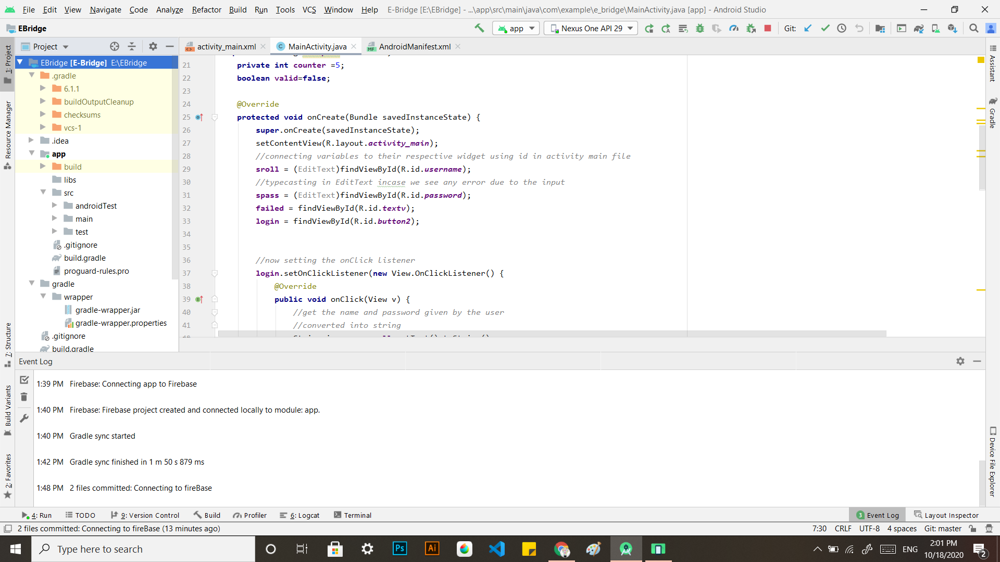 File Edit View Navigate Code Analyze Refactor Build Run Tools VCS Window Help E-Bridge [E:\EBridge] - ...\app\src\main\java\com\example\e_bridge\MainActivity.java [app] - Android Studio
EBridge
app
Nexus One API 29
Git:
1: Project
Resource Manager
7: Structure
Build Variants
2: Favorites
Project
EBridge [E-Bridge] E:\EBridge
.gradle
6.1.1
buildOutputCleanup
checksums
vcs-1
.idea
app
build
libs
src
androidTest
main
test
.gitignore
build.gradle
proguard-rules.pro
gradle
wrapper
gradle-wrapper.jar
gradle-wrapper.properties
.gitignore
build.gradle
activity_main.xml MainActivity.java AndroidManifest.xml
21 private int counter =5;
22 boolean valid=false;
23
24 @Override
25 protected void onCreate(Bundle savedInstanceState) {
26 super.onCreate(savedInstanceState);
27 setContentView(R.layout.activity_main);
28 //connecting variables to their respective widget using id in activity main file
29 sroll = (EditText)findViewById(R.id.username);
30 //typecasting in EditText incase we see any error due to the input
31 spass = (EditText)findViewById(R.id.password);
32 failed = findViewById(R.id.textv);
33 login = findViewById(R.id.button2);
34
35
36 //now setting the onClick listener
37 login.setOnClickListener(new View.OnClickListener() {
38 @Override
39 public void onClick(View v) {
40 //get the name and password given by the user
41 //converted into string
Assistant
Gradle
Device File Explorer
Event Log
1:39 PM Firebase: Connecting app to Firebase
1:40 PM Firebase: Firebase project created and connected locally to module: app.
1:40 PM Gradle sync started
1:42 PM Gradle sync finished in 1 m 50 s 879 ms
1:48 PM 2 files committed: Connecting to fireBase
4: Run TODO 9: Version Control Build Profiler 6: Logcat Terminal 3 Event Log Layout Inspector
2 files committed: Connecting to fireBase (13 minutes ago) 7:30 CRLF UTF-8 4 spaces Git: master
Type here to search
Ps
Ai
ENG
2:01 PM
10/18/2020
2